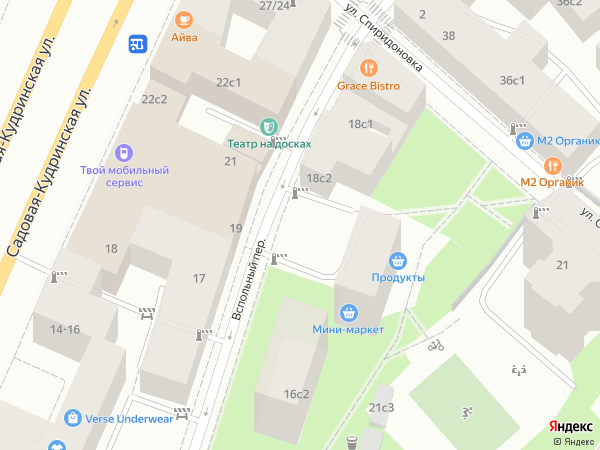 27/24
2
ул. Спиридоновка
38
Айва
36с1
22с1
Grace Bistro
22с2
18с1
М2 Органик
Театр на досках
21
Твой мобильный
сервис
18с2
М2 Органик
Садовая-Кудринская ул.
ая-Кудринская ул.
ул. С
19
18
Вспольный пер.
17
Продукты
21
14-16
Мини-маркет
16с2
21с3
Verse Underwear
Яндекс
© Яндекс